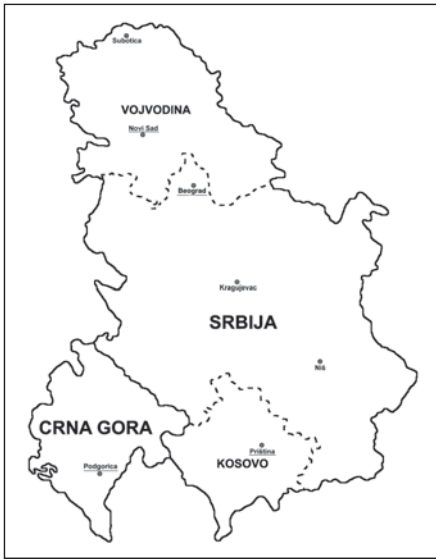 Subotica
VOJVODINA
Novi Sad
Beograd
Kragujevac
SRBIJA
Niš
CRNA GORA
Priština
KOSOVO
Podgorica